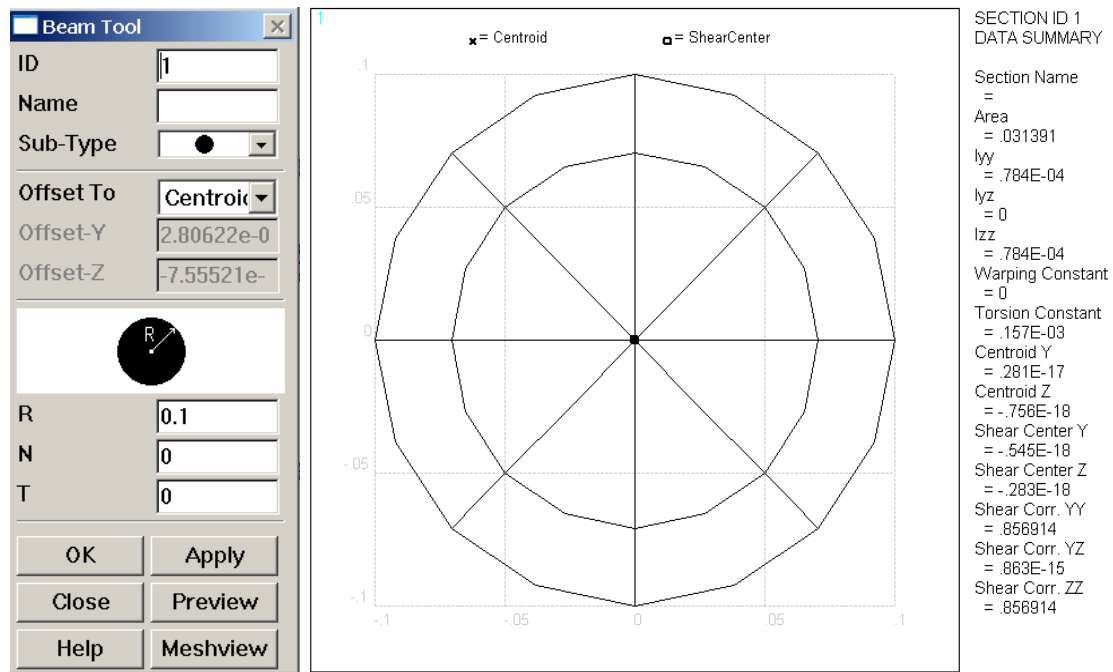 Beam Tool
ID 1
Name
Sub-Type
Offset To Centroid
Offset-Y 2.80622e-0
Offset-Z -7.55521e-
R
R 0.1
N 0
T 0
OK Apply
Close Preview
Help Meshview
1
x = Centroid
= ShearCenter
.1
.05
0
-.05
-.1
-.1 -.05 0 .05 .1
SECTION ID 1
DATA SUMMARY
Section Name
=
Area
= .031391
Iyy
= .784E-04
Iyz
= 0
Izz
= .784E-04
Warping Constant
= 0
Torsion Constant
= .157E-03
Centroid Y
= .281E-17
Centroid Z
= -.756E-18
Shear Center Y
= -.545E-18
Shear Center Z
= -.283E-18
Shear Corr. YY
= .856914
Shear Corr. YZ
= .863E-15
Shear Corr. ZZ
= .856914